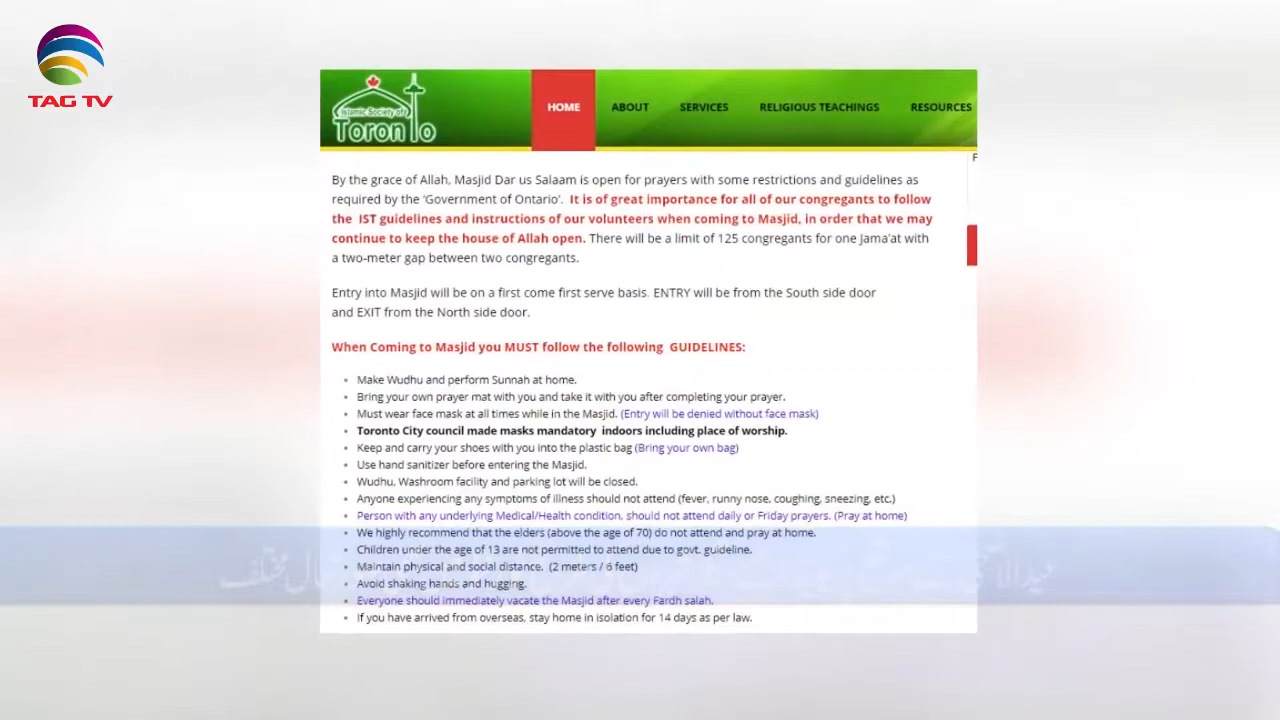 TAG TV
Islamic Society of
Toronto
HOME ABOUT SERVICES RELIGIOUS TEACHINGS RESOURCES
F
By the grace of Allah, Masjid Dar us Salaam is open for prayers with some restrictions and guidelines as
required by the ‘Government of Ontario’. It is of great importance for all of our congregants to follow
the IST guidelines and instructions of our volunteers when coming to Masjid, in order that we may
continue to keep the house of Allah open. There will be a limit of 125 congregants for one Jama’at with
a two-meter gap between two congregants.
Entry into Masjid will be on a first come first serve basis. ENTRY will be from the South side door
and EXIT from the North side door.
When Coming to Masjid you MUST follow the following GUIDELINES:
• Make Wudhu and perform Sunnah at home.
• Bring your own prayer mat with you and take it with you after completing your prayer.
• Must wear face mask at all times while in the Masjid. (Entry will be denied without face mask)
• Toronto City council made masks mandatory indoors including place of worship.
• Keep and carry your shoes with you into the plastic bag (Bring your own bag)
• Use hand sanitizer before entering the Masjid.
• Wudhu, Washroom facility and parking lot will be closed.
• Anyone experiencing any symptoms of illness should not attend (fever, runny nose, coughing, sneezing, etc.)
• Person with any underlying Medical/Health condition, should not attend daily or Friday prayers. (Pray at home)
• We highly recommend that the elders (above the age of 70) do not attend and pray at home.
• Children under the age of 13 are not permitted to attend due to govt. guideline.
• Maintain physical and social distance. (2 meters / 6 feet)
• Avoid shaking hands and hugging.
• Everyone should immediately vacate the Masjid after every Fardh salah.
• If you have arrived from overseas, stay home in isolation for 14 days as per law.